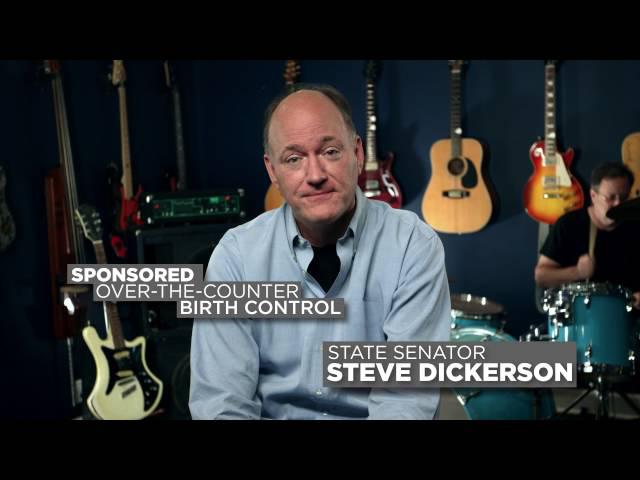 SPONSORED
OVER-THE-COUNTER
BIRTH CONTROL
STATE SENATOR
STEVE DICKERSON